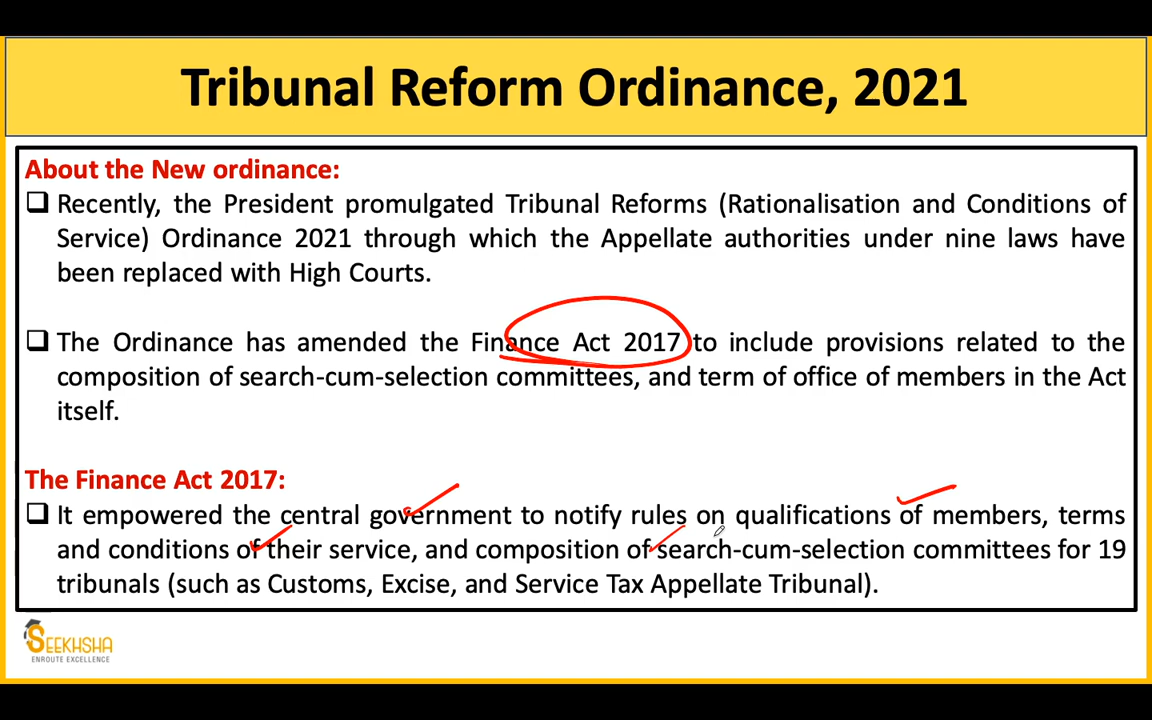 Tribunal Reform Ordinance, 2021
About the New ordinance:
❑ Recently, the President promulgated Tribunal Reforms (Rationalisation and Conditions of
Service) Ordinance 2021 through which the Appellate authorities under nine laws have
been replaced with High Courts.
❑ The Ordinance has amended the Finance Act 2017 to include provisions related to the
composition of search-cum-selection committees, and term of office of members in the Act
itself.
The Finance Act 2017:
❑ It empowered the central government to notify rules on qualifications of members, terms
and conditions of their service, and composition of search-cum-selection committees for 19
tribunals (such as Customs, Excise, and Service Tax Appellate Tribunal).
SEEKHSHA
ENROUTE EXCELLENCE